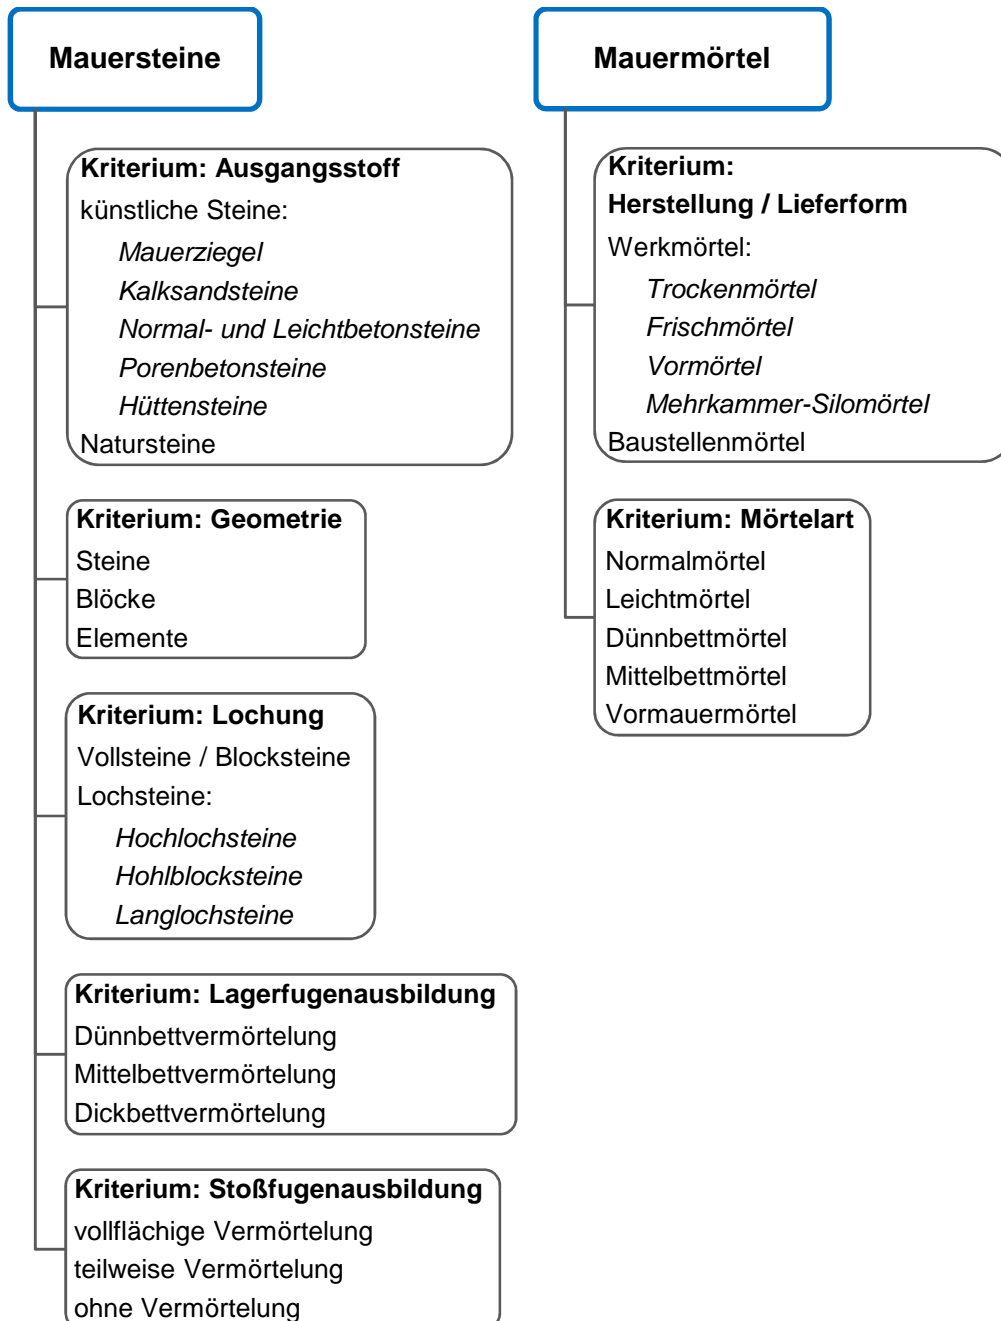 Mauersteine
Kriterium: Ausgangsstoff
künstliche Steine:
Mauerziegel
Kalksandsteine
Normal- und Leichtbetonsteine
Porenbetonsteine
Hüttensteine
Natursteine
Kriterium: Geometrie
Steine
Blöcke
Elemente
Kriterium: Lochung
Vollsteine / Blocksteine
Lochsteine:
Hochlochsteine
Hohlblocksteine
Langlochsteine
Kriterium: Lagerfugenausbildung
Dünnbettvermörtelung
Mittelbettvermörtelung
Dickbettvermörtelung
Kriterium: Stoßfugenausbildung
vollflächige Vermörtelung
teilweise Vermörtelung
ohne Vermörtelung
Mauermörtel
Kriterium:
Herstellung / Lieferform
Werkmörtel:
Trockenmörtel
Frischmörtel
Vormörtel
Mehrkammer-Silomörtel
Baustellenmörtel
Kriterium: Mörtelart
Normalmörtel
Leichtmörtel
Dünnbettmörtel
Mittelbettmörtel
Vormauermörtel